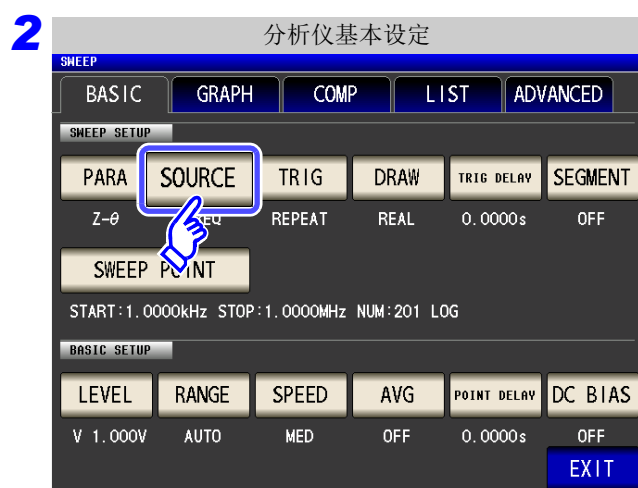 2
分析仪基本设定
SWEEP
BASIC GRAPH COMP LIST ADVANCED
SWEEP SETUP
PARA SOURCE TRIG DRAW TRIG DELAY SEGMENT
Z-θ REPEAT REAL 0.0000s OFF
SWEEP POINT
START:1.0000kHz STOP:1.0000MHz NUM:201 LOG
BASIC SETUP
LEVEL RANGE SPEED AVG POINT DELAY DC BIAS
V 1.000V AUTO MED OFF 0.0000s OFF
EXIT